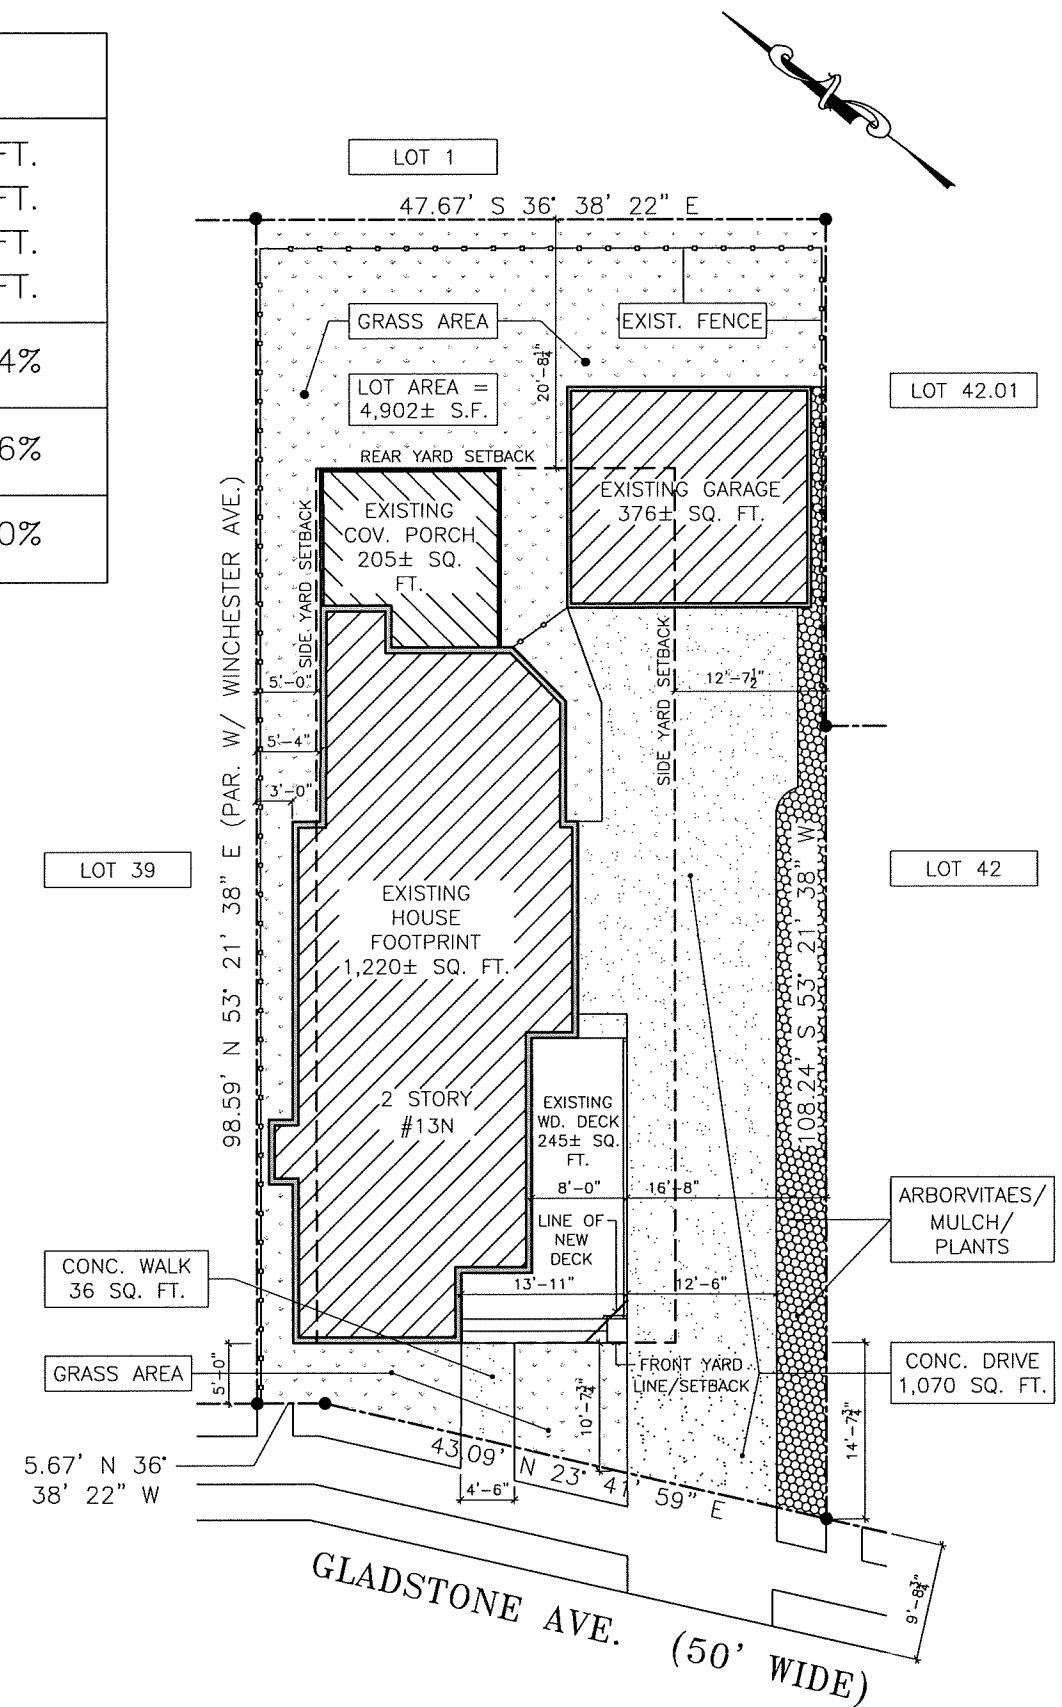 FT.
FT.
FT.
FT.
4%
6%
0%
LOT 1
47.67' S 36° 38' 22" E
GRASS AREA
EXIST. FENCE
LOT AREA =
4,902± S.F.
20'-8½"
LOT 42.01
REAR YARD SETBACK
EXISTING
COV. PORCH
205± SQ.
FT.
EXISTING GARAGE
376± SQ. FT.
SIDE YARD SETBACK
SIDE YARD SETBACK
5'-0"
12'-7½"
5'-4"
3'-0"
98.59' N 53° 21' 38" E (PAR. W/ WINCHESTER AVE.)
LOT 39
LOT 42
108.24' S 53° 21' 38" W
EXISTING
HOUSE
FOOTPRINT
1,220± SQ. FT.
2 STORY
#13N
EXISTING
WD. DECK
245± SQ.
FT.
8'-0"
16'-8"
LINE OF
NEW
DECK
ARBORVITAES/
MULCH/
PLANTS
CONC. WALK
36 SQ. FT.
13'-11"
12'-6"
GRASS AREA
5'-0"
FRONT YARD
LINE/SETBACK
CONC. DRIVE
1,070 SQ. FT.
10'-7¾"
14'-7¾"
5.67' N 36°
38' 22" W
43.09' N 23° 41' 59" E
4'-6"
9'-8¾"
GLADSTONE AVE. (50' WIDE)